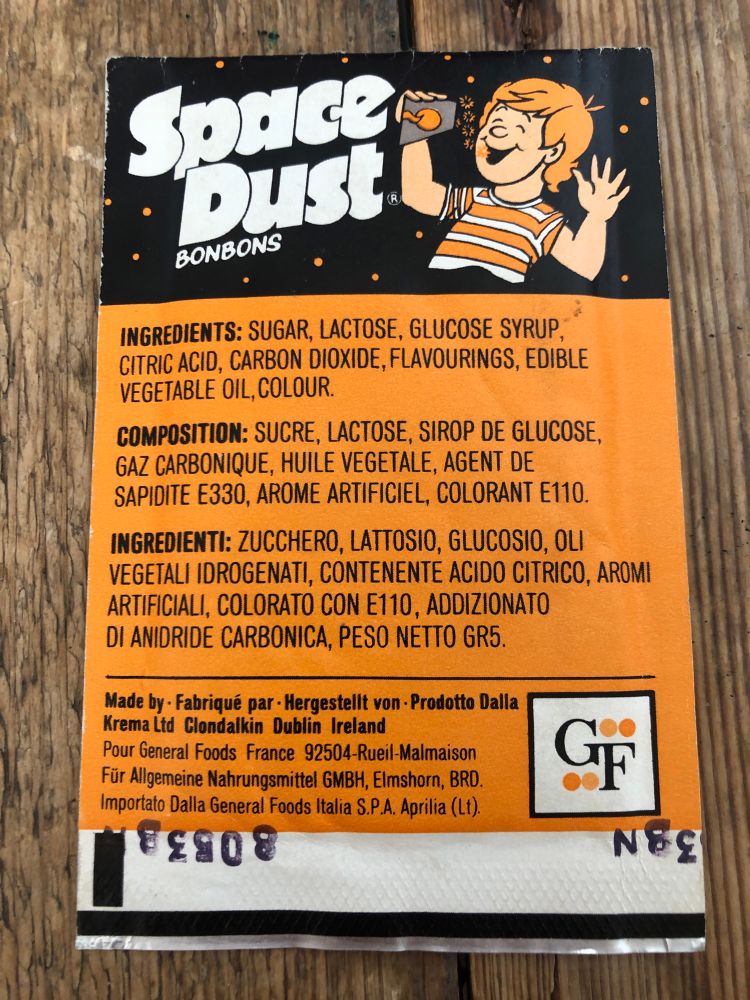 Space
Dust®
BONBONS
INGREDIENTS: SUGAR, LACTOSE, GLUCOSE SYRUP,
CITRIC ACID, CARBON DIOXIDE, FLAVOURINGS, EDIBLE
VEGETABLE OIL, COLOUR.
COMPOSITION: SUCRE, LACTOSE, SIROP DE GLUCOSE,
GAZ CARBONIQUE, HUILE VEGETALE, AGENT DE
SAPIDITE E330, AROME ARTIFICIEL, COLORANT E110.
INGREDIENTI: ZUCCHERO, LATTOSIO, GLUCOSIO, OLI
VEGETALI IDROGENATI, CONTENENTE ACIDO CITRICO, AROMI
ARTIFICIALI, COLORATO CON E110, ADDIZIONATO
DI ANIDRIDE CARBONICA, PESO NETTO GR5.
Made by · Fabriqué par · Hergestellt von · Prodotto Dalla
Krema Ltd Clondalkin Dublin Ireland
Pour General Foods France 92504-Rueil-Malmaison
Für Allgemeine Nahrungsmittel GMBH, Elmshorn, BRD.
Importato Dalla General Foods Italia S.P.A. Aprilia (Lt).
GF